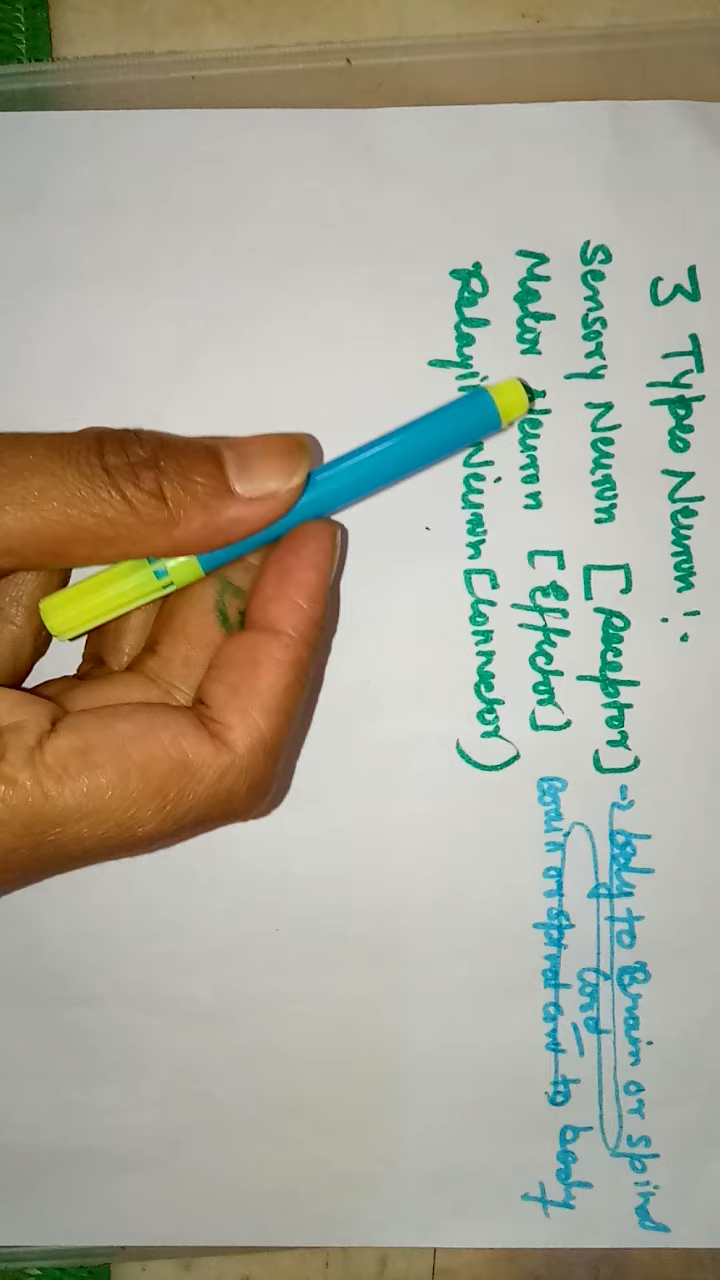 3 Types Neuron :-
Sensory Neuron [Receptor] → body to Brain or spinal
cord
Motor Neuron [Effector] Brain or spinal cord to body
Relayin Neuron [Connector)